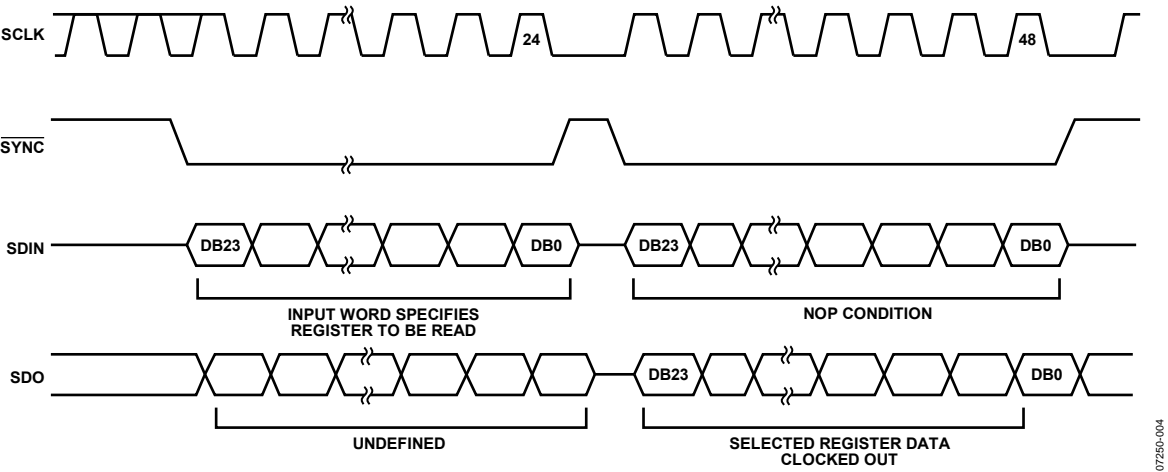 SCLK
24
48
SYNC
SDIN
DB23
DB0
DB23
DB0
INPUT WORD SPECIFIES
REGISTER TO BE READ
NOP CONDITION
SDO
DB23
DB0
UNDEFINED
SELECTED REGISTER DATA
CLOCKED OUT
07250-004